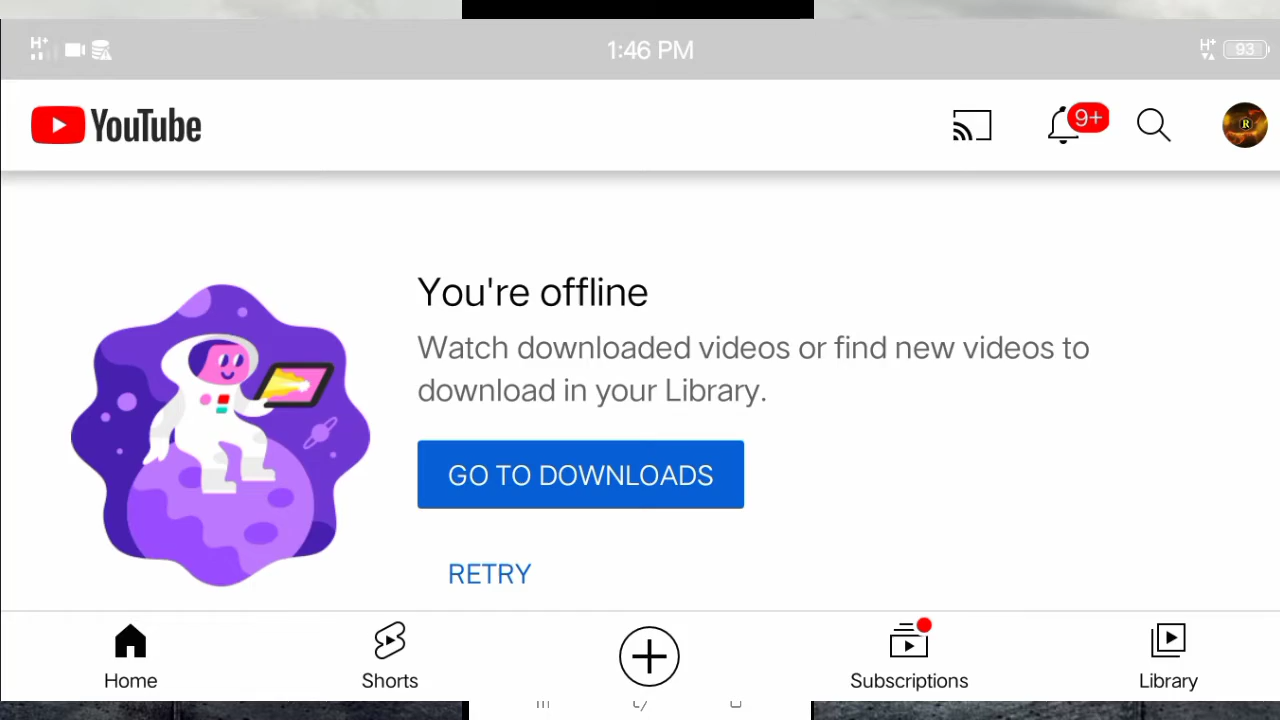 H+ 1:46 PM H+ 93
YouTube 9+ R
You're offline
Watch downloaded videos or find new videos to
download in your Library.
GO TO DOWNLOADS
RETRY
Home Shorts Subscriptions Library